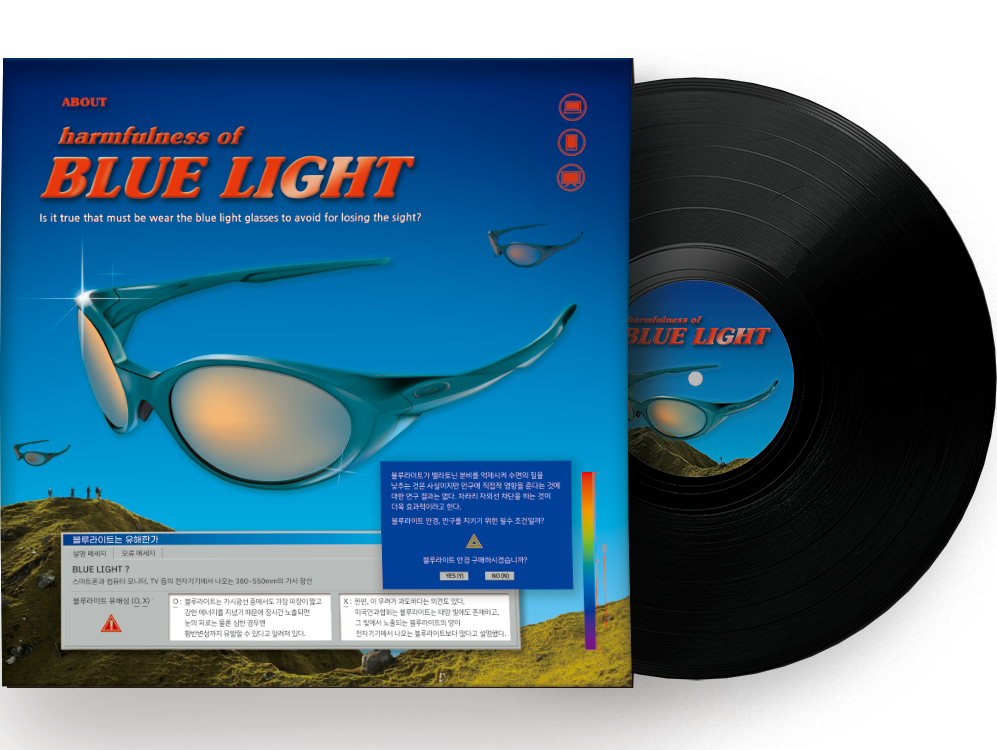 ABOUT
harmfulness of
BLUE LIGHT
Is it true that must be wear the blue light glasses to avoid for losing the sight?
harmfulness of
BLUE LIGHT
블루라이트가 멜라토닌 분비를 억제시켜 수면의 질을
낮추는 것은 사실이지만 안구에 직접적 영향을 준다는 것에
대한 연구 결과는 없다. 차라리 자외선 차단을 하는 것이
더욱 효과적이라고 한다.
블루라이트 안경, 안구를 지키기 위한 필수 조건일까?
블루라이트 안경 구매하시겠습니까?
YES (Y) NO (N)
블루라이트는 유해한가
설명 메세지 오류 메세지
BLUE LIGHT ?
스마트폰과 컴퓨터 모니터, TV 등의 전자기기에서 나오는 380~550nm의 가시 광선
블루라이트 유해성 (O, X) :
O : 블루라이트는 가시광선 중에서도 가장 파장이 짧고
강한 에너지를 지녔기 때문에 장시간 노출되면
눈의 피로는 물론 심한 경우엔
황반변성까지 유발할 수 있다고 알려져 있다.
X : 한편, 이 우려가 과도하다는 의견도 있다.
미국안과협회는 블루라이트는 태양 빛에도 존재하고,
그 빛에서 노출되는 블루라이트의 양이
전자기기에서 나오는 블루라이트보다 많다고 설명했다.